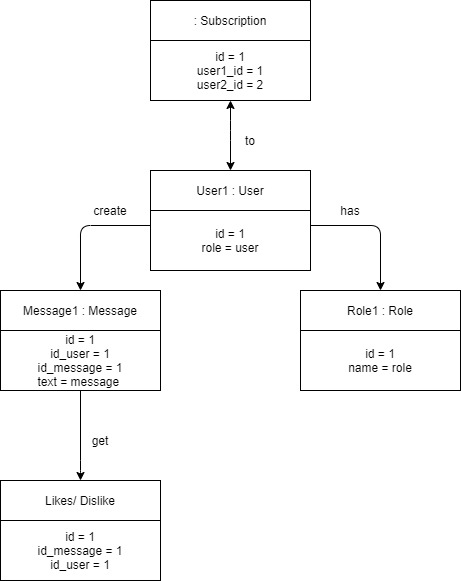 : Subscription
id = 1
user1_id = 1
user2_id = 2
to
User1 : User
id = 1
role = user
create
has
Message1 : Message
id = 1
id_user = 1
id_message = 1
text = message
Role1 : Role
id = 1
name = role
get
Likes/ Dislike
id = 1
id_message = 1
id_user = 1